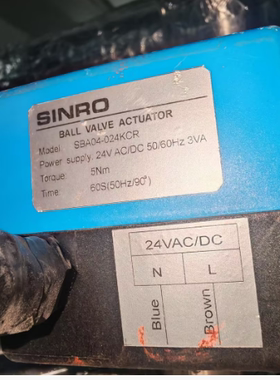 SINRO
BALL VALVE ACTUATOR
Model: SBA04-024KCR
Power supply: 24V AC/DC 50/60Hz 3VA
Torque: 5Nm
Time: 60S(50Hz/90°)
24VAC/DC
N L
Blue Brown